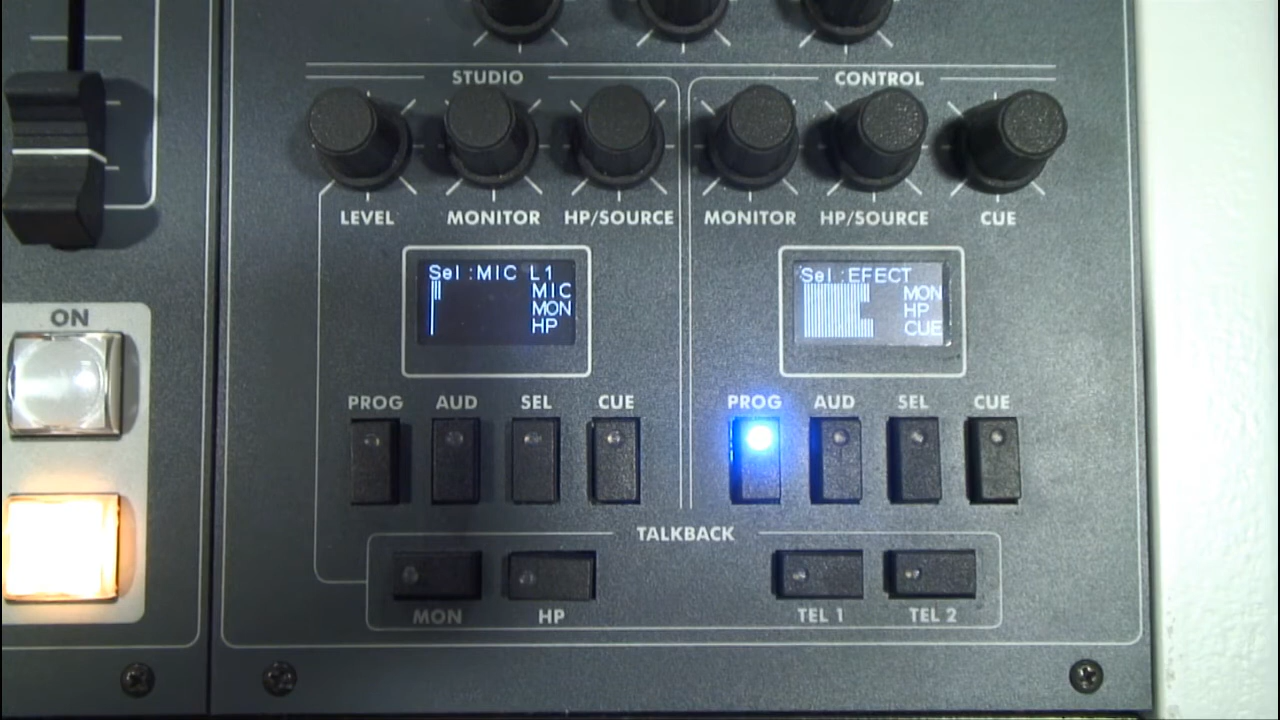 STUDIO CONTROL
LEVEL MONITOR HP/SOURCE MONITOR HP/SOURCE CUE
Sel:MIC L1
MIC
MON
HP
Sel:EFECT
MON
HP
CUE
ON
PROG AUD SEL CUE PROG AUD SEL CUE
TALKBACK
MON HP TEL 1 TEL 2